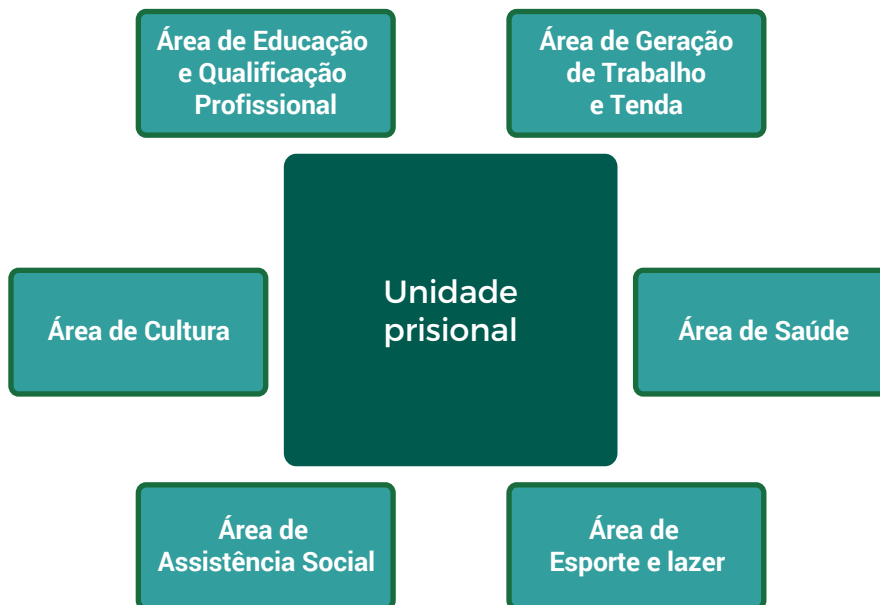 Área de Educação
e Qualificação
Profissional
Área de Geração
de Trabalho
e Tenda
Unidade
prisional
Área de Cultura
Área de Saúde
Área de
Assistência Social
Área de
Esporte e lazer